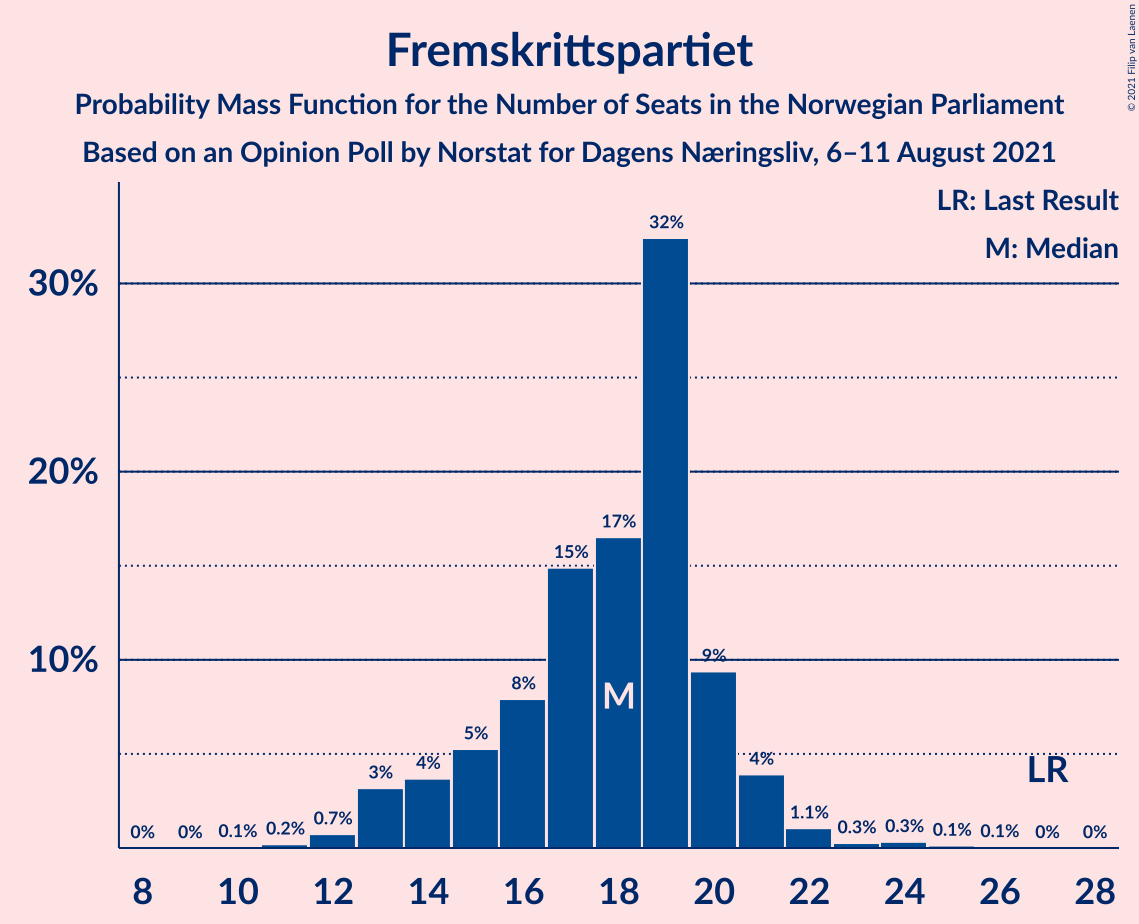 Fremskrittspartiet
Probability Mass Function for the Number of Seats in the Norwegian Parliament
Based on an Opinion Poll by Norstat for Dagens Næringsliv, 6–11 August 2021
© 2021 Filip van Laenen
LR: Last Result
M: Median
30%
20%
10%
0% 0% 0.1% 0.2% 0.7% 3% 4% 5% 8% 15% 17% 32% 9% 4% 1.1% 0.3% 0.3% 0.1% 0.1% 0% 0%
M
LR
8 10 12 14 16 18 20 22 24 26 28